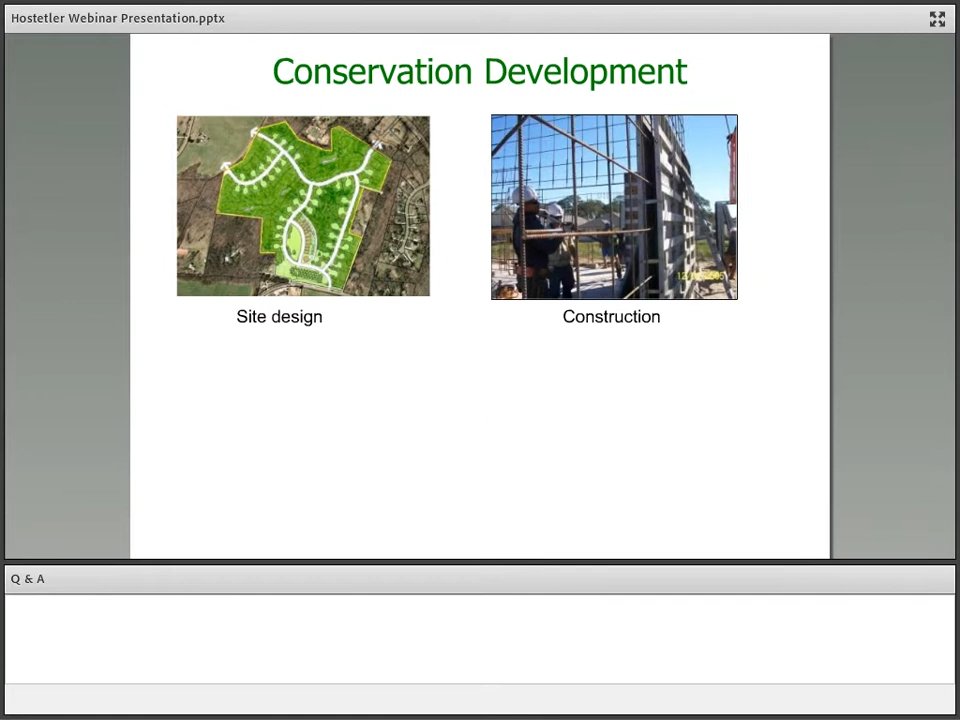 Hostetler Webinar Presentation.pptx
Conservation Development
Site design
Construction
Q & A